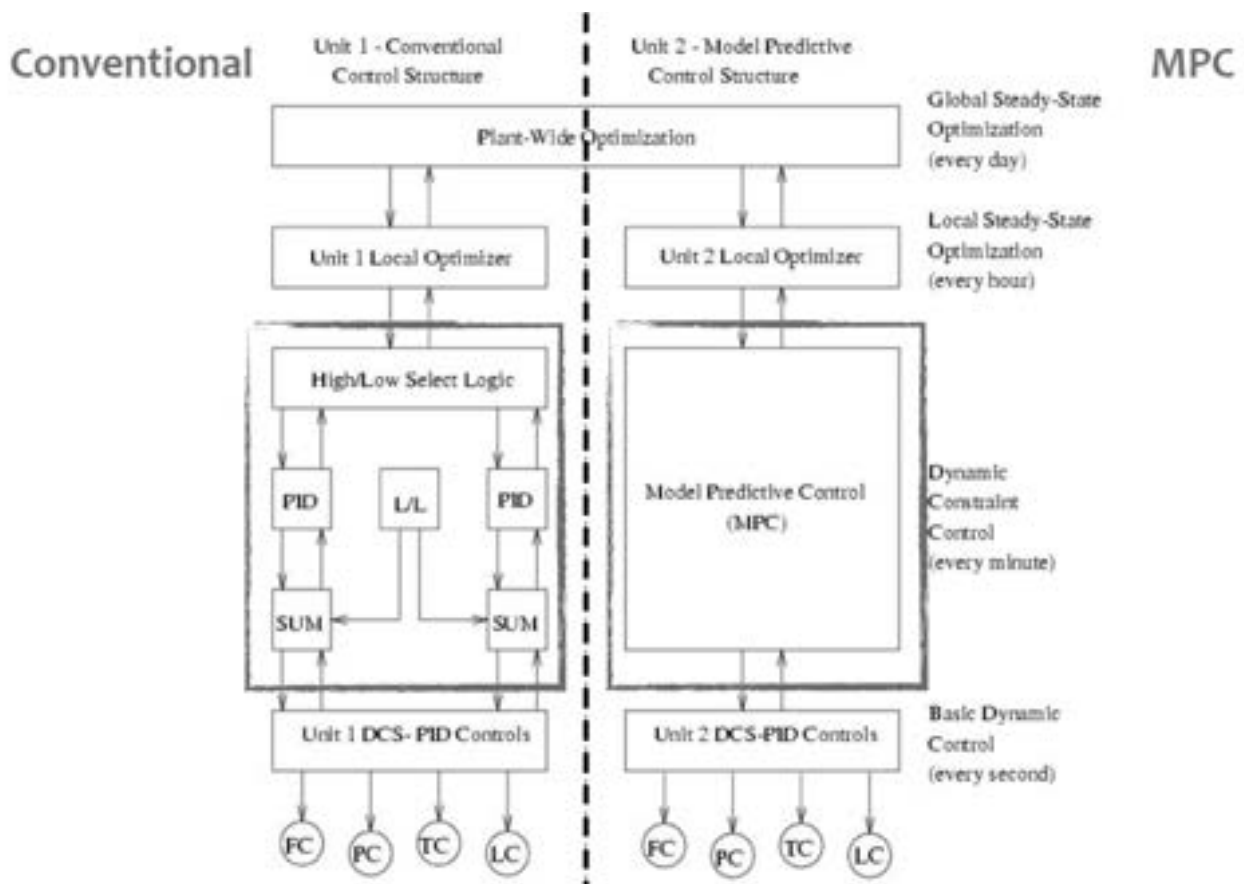 Conventional
Unit 1 - Conventional
Control Structure
Unit 2 - Model Predictive
Control Structure
MPC
Plant-Wide Optimization
Global Steady-State
Optimization
(every day)
Unit 1 Local Optimizer
Unit 2 Local Optimizer
Local Steady-State
Optimization
(every hour)
High/Low Select Logic
PID
L/L
PID
SUM
SUM
Model Predictive Control
(MPC)
Dynamic
Constraint
Control
(every minute)
Unit 1 DCS- PID Controls
Unit 2 DCS-PID Controls
Basic Dynamic
Control
(every second)
FC
PC
TC
LC
FC
PC
TC
LC